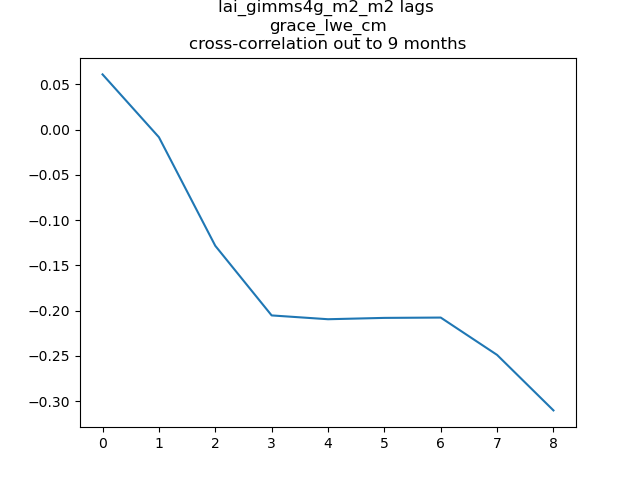 lai_gimms4g_m2_m2 lags
grace_lwe_cm
cross-correlation out to 9 months
0.05
0.00
−0.05
−0.10
−0.15
−0.20
−0.25
−0.30
0 1 2 3 4 5 6 7 8